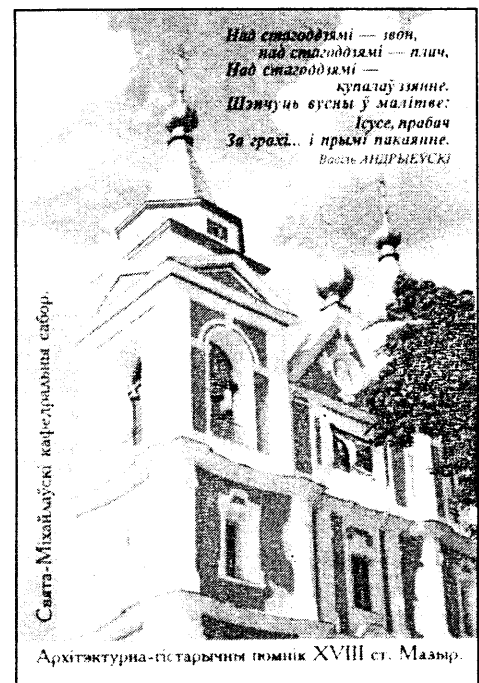 Над стагоддзямі — звон,
над стагоддзямі — плач,
Над стагоддзямі —
купалаў ззянне.
Шэпчуць вусны ў малітве:
Ісусе, прабач
За грахі... і прымі пакаянне.
Васіль АНДРЫЕЎСКІ
Свята-Міхайлаўскі кафедральны сабор.
Архітэктурна-гістарычны помнік XVIII ст. Мазыр.